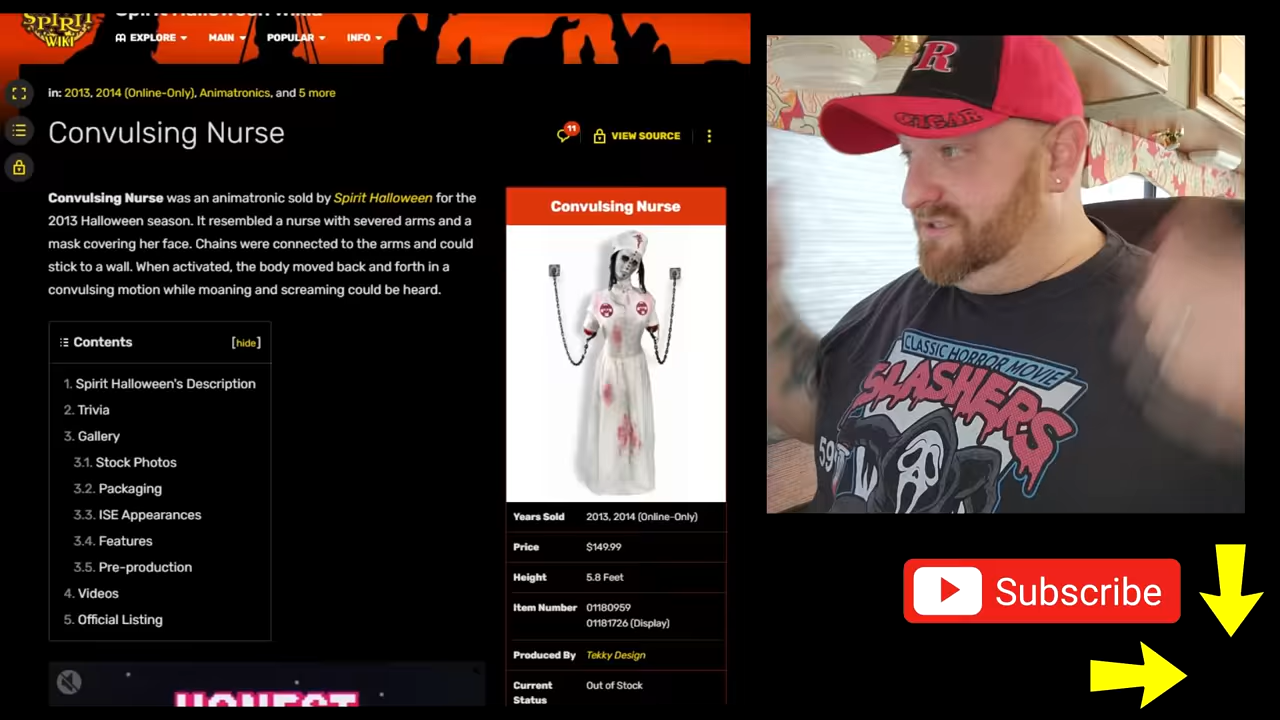 SPIRIT
WIKI
Spirit Halloween Wikia
EXPLORE
MAIN
POPULAR
INFO
in: 2013, 2014 (Online-Only), Animatronics, and 5 more
Convulsing Nurse
11
VIEW SOURCE
Convulsing Nurse was an animatronic sold by Spirit Halloween for the
2013 Halloween season. It resembled a nurse with severed arms and a
mask covering her face. Chains were connected to the arms and could
stick to a wall. When activated, the body moved back and forth in a
convulsing motion while moaning and screaming could be heard.
Contents [hide]
1. Spirit Halloween's Description
2. Trivia
3. Gallery
3.1. Stock Photos
3.2. Packaging
3.3. ISE Appearances
3.4. Features
3.5. Pre-production
4. Videos
5. Official Listing
HONEST
Convulsing Nurse
Years Sold 2013, 2014 (Online-Only)
Price $149.99
Height 5.8 Feet
Item Number 01180959
01181726 (Display)
Produced By Tekky Design
Current Out of Stock
Status
R
CIGAR
CLASSIC HORROR MOVIE
SLASHERS
59
Subscribe